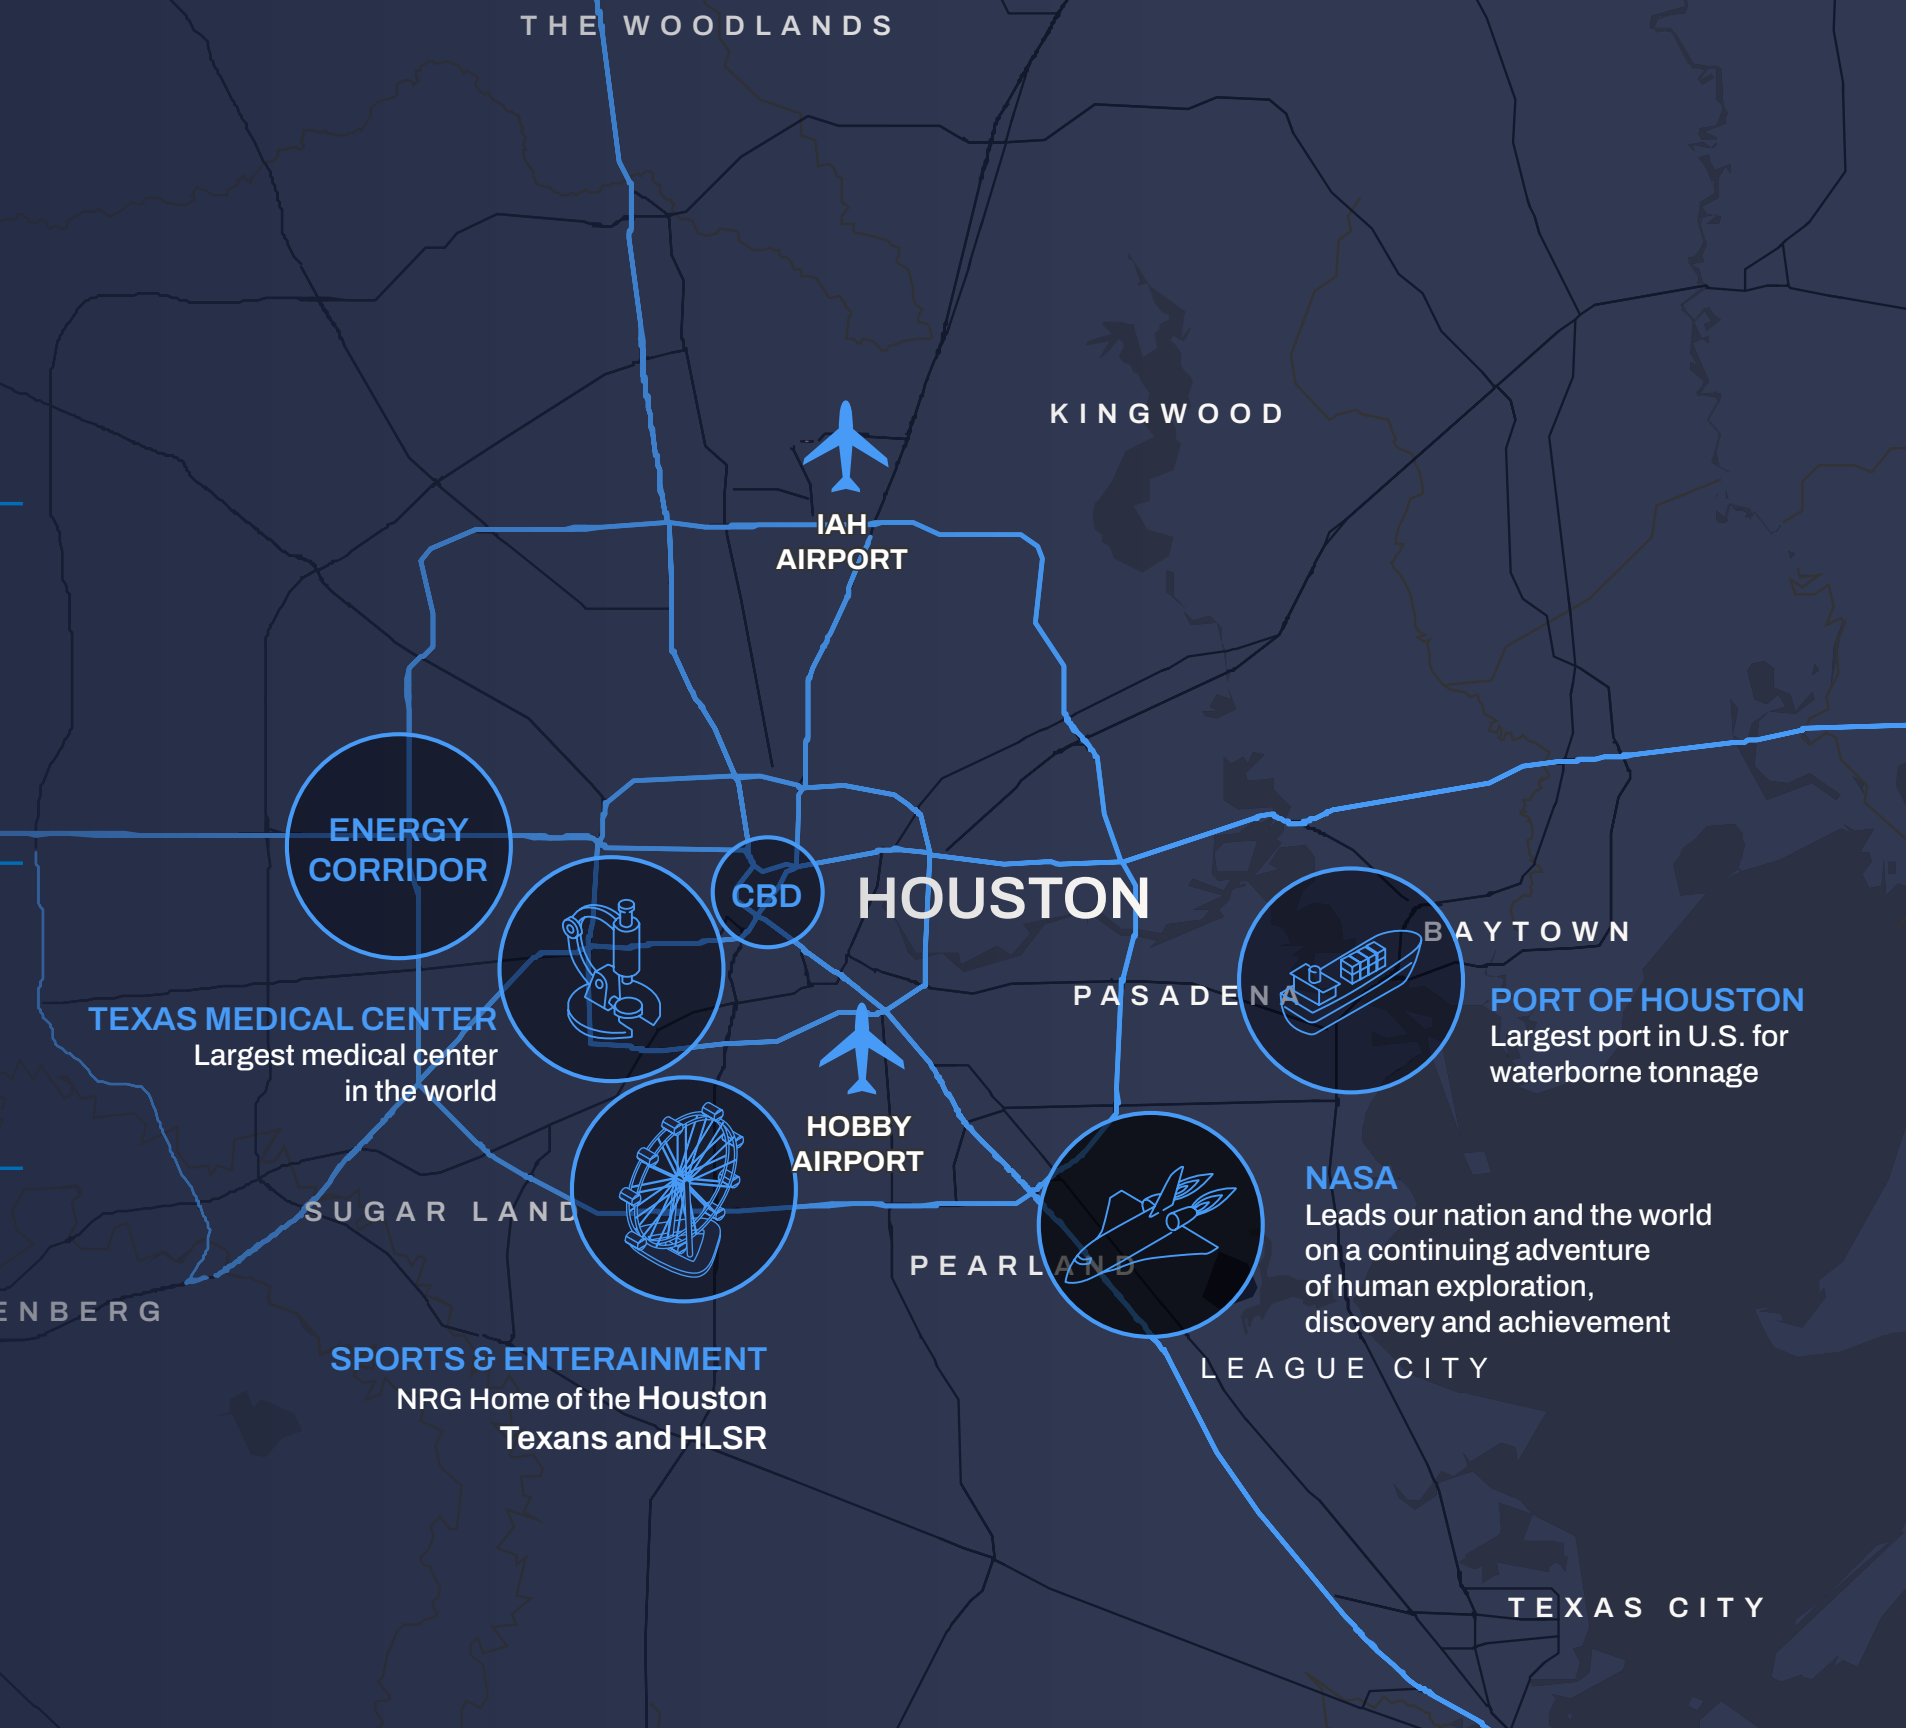 THE WOODLANDS
KINGWOOD
IAH
AIRPORT
ENERGY
CORRIDOR
CBD
HOUSTON
BAYTOWN
PASADENA
PORT OF HOUSTON
Largest port in U.S. for
waterborne tonnage
TEXAS MEDICAL CENTER
Largest medical center
in the world
HOBBY
AIRPORT
SUGAR LAND
NASA
Leads our nation and the world
on a continuing adventure
of human exploration,
discovery and achievement
PEARLAND
ENBERG
SPORTS & ENTERAINMENT
NRG Home of the Houston
Texans and HLSR
LEAGUE CITY
TEXAS CITY